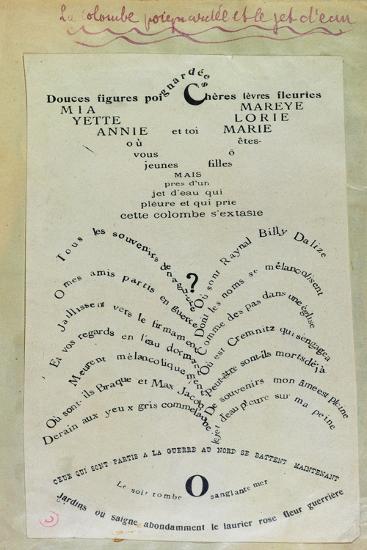 La Colombe poignardée et le jet d'eau
Douces figures poignardées Chères lèvres fleuries
MIA MAREYE
YETTE LORIE
ANNIE et toi MARIE
où êtes-
vous ô
jeunes filles
MAIS
près d'un
jet d'eau qui
pleure et qui prie
cette colombe s'extasie
Tous les souvenirs de naguère
O mes amis partis en guerre
Jaillissent vers le firmament
Et vos regards en l'eau dormant
Meurent mélancoliquement
Où sont-ils Braque et Max Jacob
Derain aux yeux gris comme l'aube
?
Où sont Raynal Billy Dalize
Dont les noms se mélancolisent
Comme des pas dans une église
Où est Cremnitz qui s'engagea
Peut-être sont-ils morts déjà
De souvenirs mon âme est pleine
Le jet d'eau pleure sur ma peine
CEUX QUI SONT PARTIS A LA GUERRE AU NORD SE BATTENT MAINTENANT
Le soir tombe O sanglante mer
Jardins où saigne abondamment le laurier rose fleur guerrière